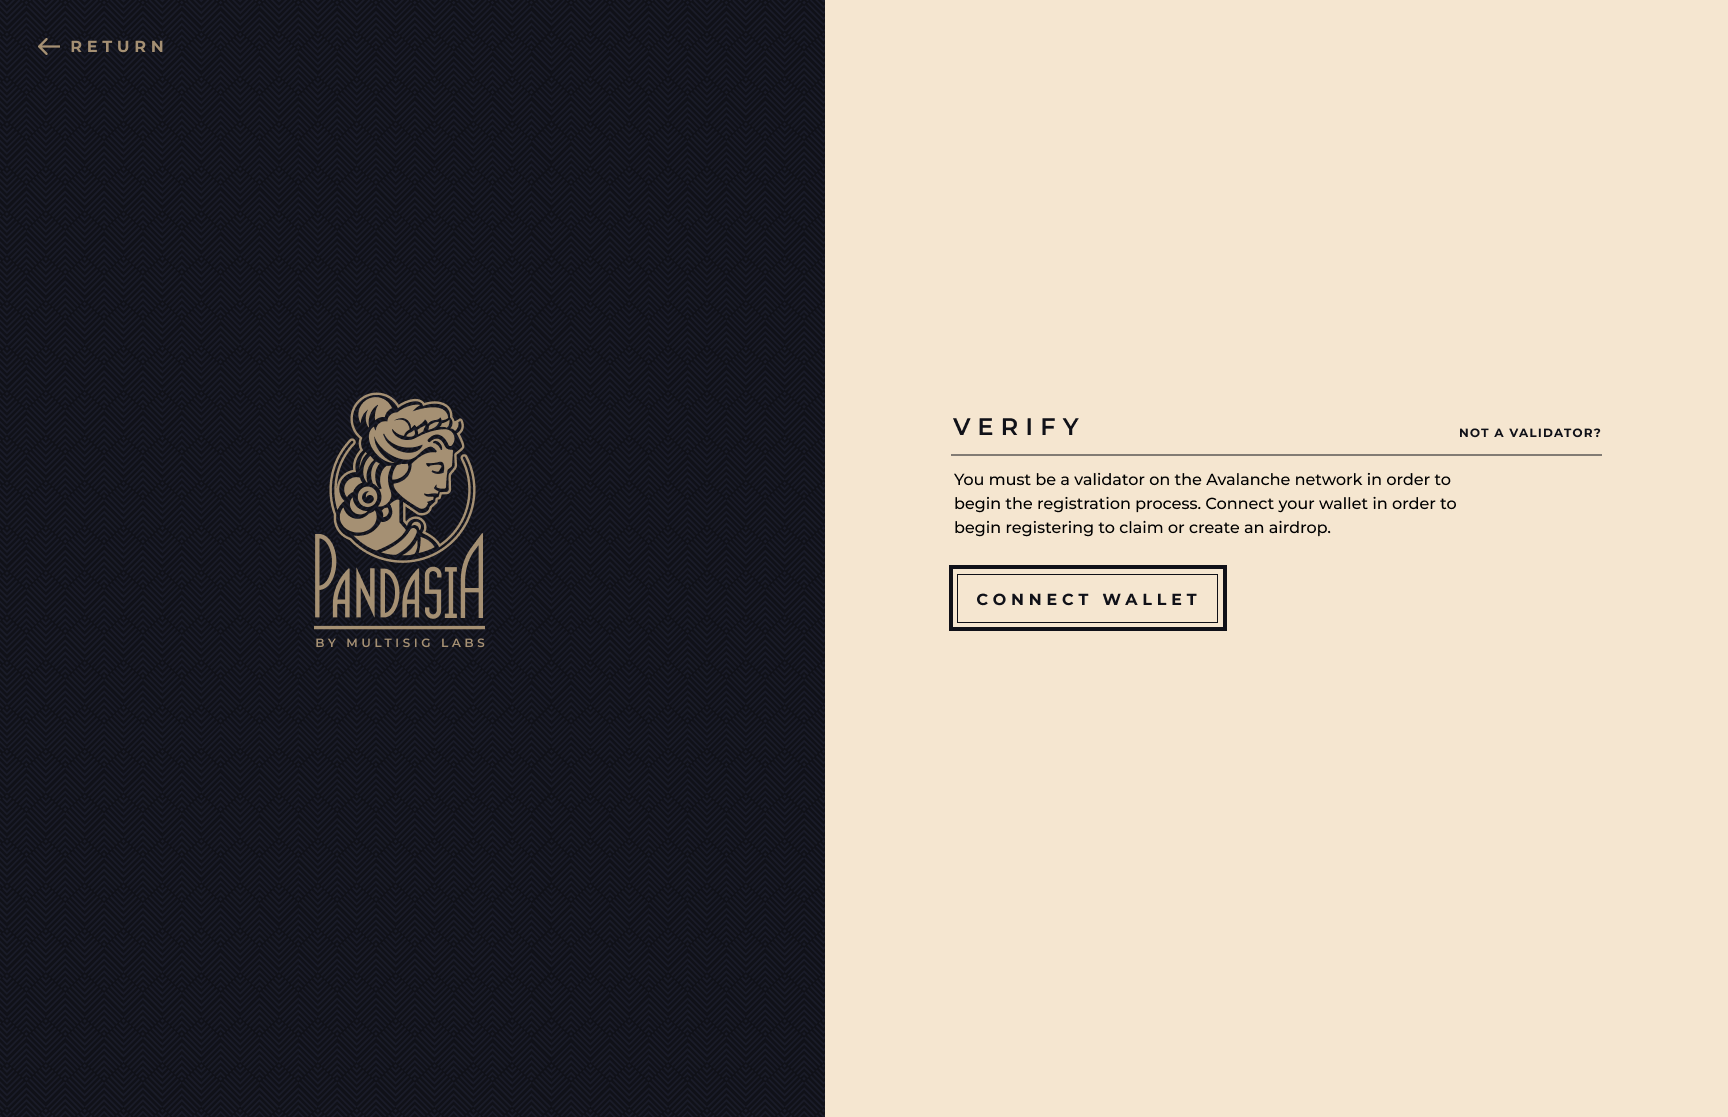 RETURN
PANDASIA
BY MULTISIG LABS
VERIFY
NOT A VALIDATOR?
You must be a validator on the Avalanche network in order to
begin the registration process. Connect your wallet in order to
begin registering to claim or create an airdrop.
CONNECT WALLET